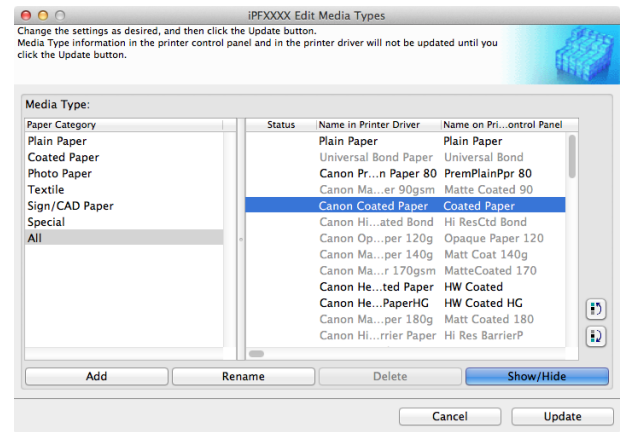 iPFXXXX Edit Media Types
Change the settings as desired, and then click the Update button.
Media Type information in the printer control panel and in the printer driver will not be updated until you
click the Update button.
Media Type:
Paper Category
Status Name in Printer Driver Name on Pri...ontrol Panel
Plain Paper
Coated Paper
Photo Paper
Textile
Sign/CAD Paper
Special
All
Plain Paper Plain Paper
Universal Bond Paper Universal Bond
Canon Pr...n Paper 80 PremPlainPpr 80
Canon Ma...er 90gsm Matte Coated 90
Canon Coated Paper Coated Paper
Canon Hi...ated Bond Hi ResCtd Bond
Canon Op...per 120g Opaque Paper 120
Canon Ma...per 140g Matt Coat 140g
Canon Ma...r 170gsm MatteCoated 170
Canon He...ted Paper HW Coated
Canon He...PaperHG HW Coated HG
Canon Ma...per 180g Matt Coated 180
Canon Hi...rrier Paper Hi Res BarrierP
Add Rename Delete Show/Hide
Cancel Update